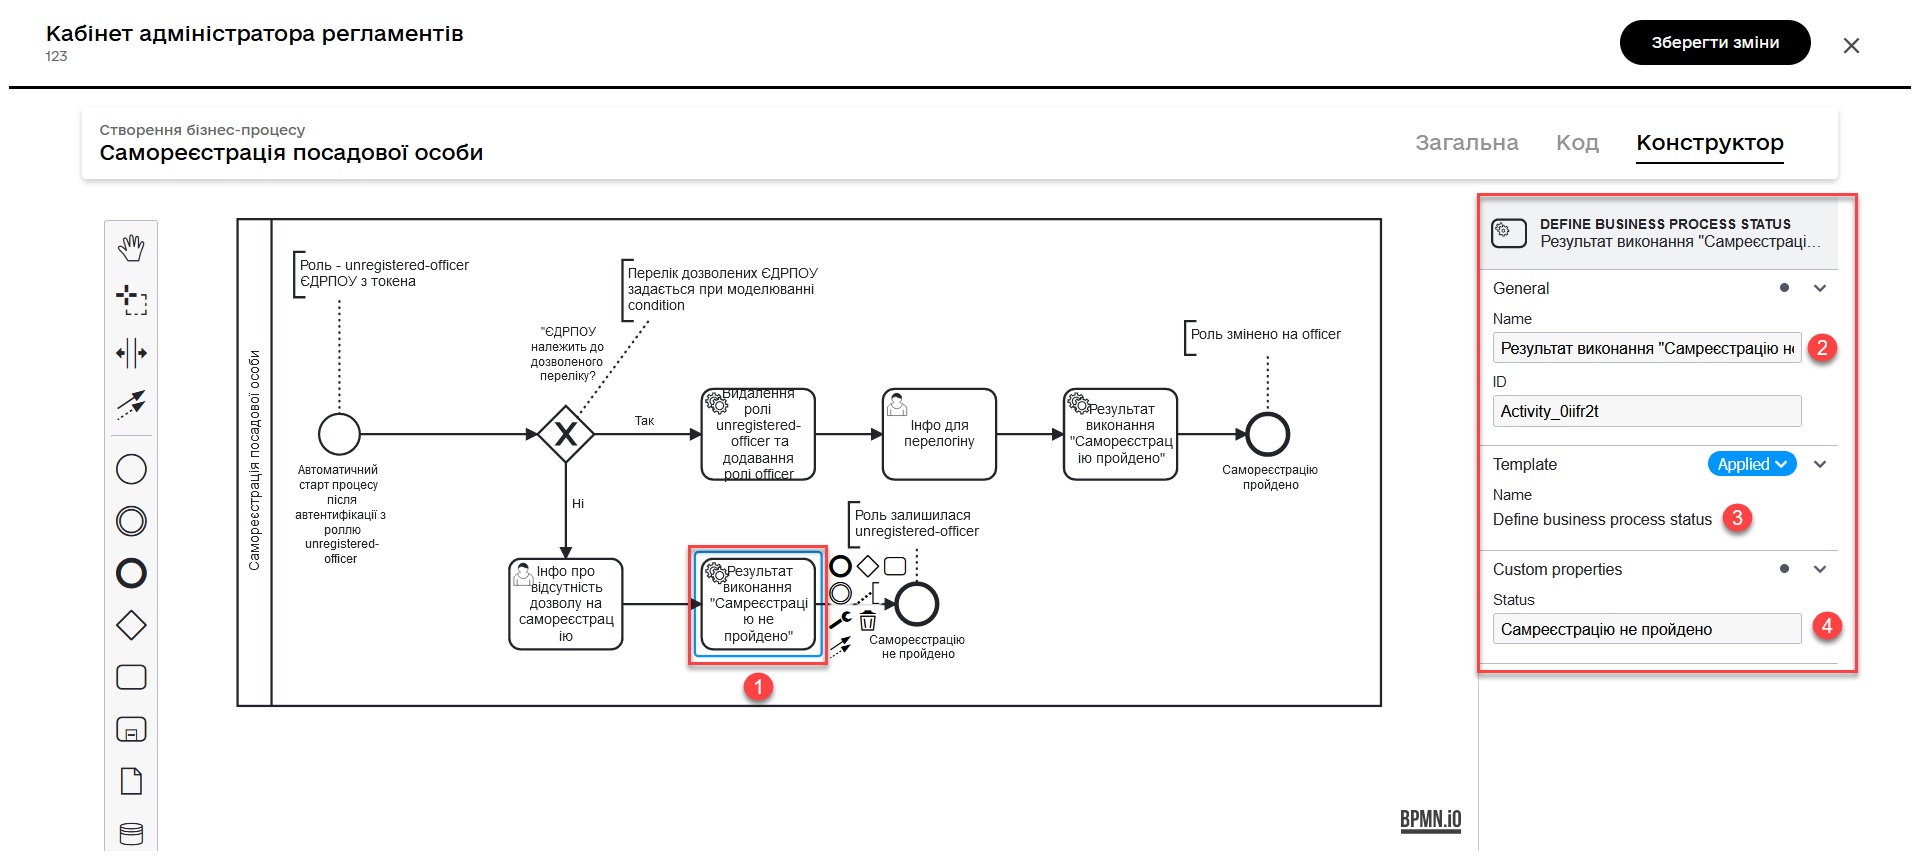 Кабінет адміністратора регламентів
123
Зберегти зміни
Створення бізнес-процесу
Самореєстрація посадової особи
Загальна
Код
Конструктор
Самореєстрація посадової особи
Роль - unregistered-officer
ЄДРПОУ з токена
Перелік дозволених ЄДРПОУ
задається при моделюванні
condition
"ЄДРПОУ
належить до
дозволеного
переліку?
Роль змінено на officer
Автоматичний
старт процесу
після
автентифікації з
роллю
unregistered-
officer
Так
Видалення
ролі
unregistered-
officer та
додавання
ролі officer
Інфо для
перелогіну
Результат
виконання
"Самореєстрац
ію пройдено"
Самореєстрацію
пройдено
Ні
Інфо про
відсутність
дозволу на
самореєстрац
ію
Результат
виконання
"Самреєстраці
ю не
пройдено"
1
Роль залишилася
unregistered-officer
Самореєстрацію
не пройдено
BPMN.iO
DEFINE BUSINESS PROCESS STATUS
Результат виконання "Самреєстраці...
General
Name
Результат виконання "Самреєстрацію н
2
ID
Activity_0iifr2t
Template
Applied
Name
Define business process status
3
Custom properties
Status
Самреєстрацію не пройдено
4